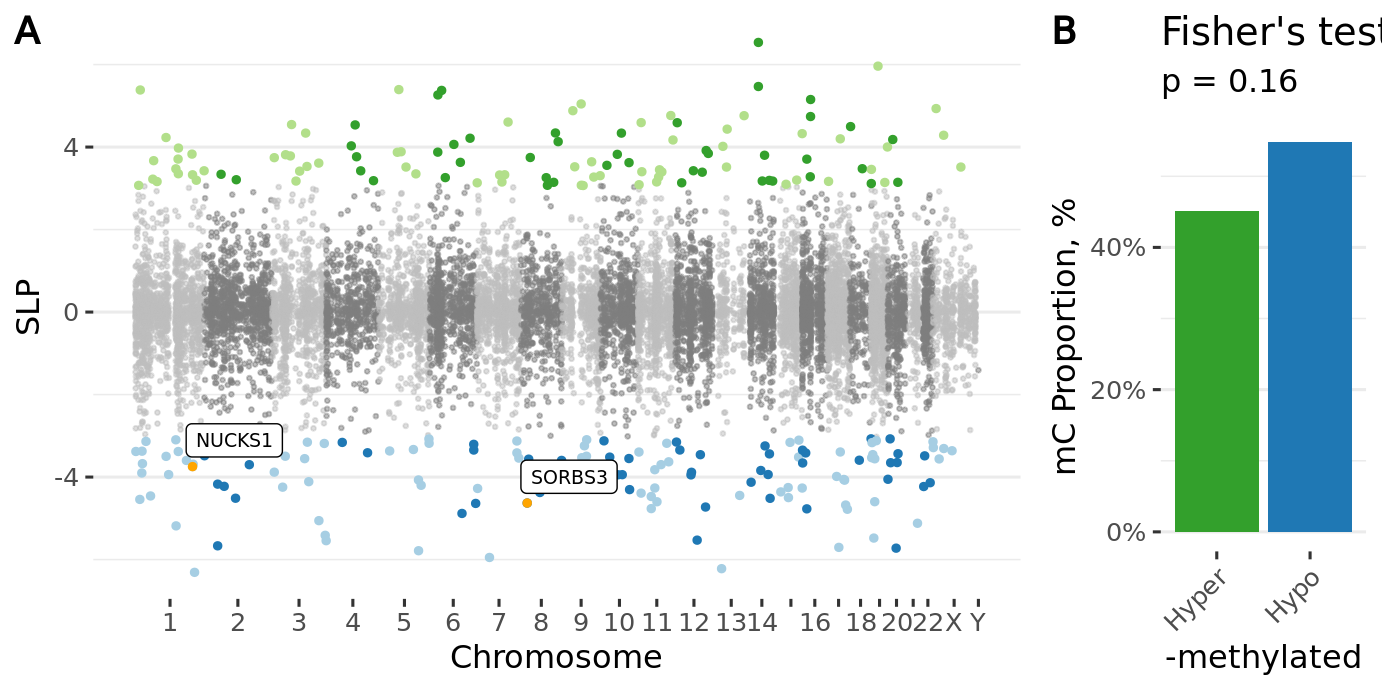 A
SLP
4
0
-4
NUCKS1
SORBS3
1 2 3 4 5 6 7 8 9 10 11 12 13 14 16 18 20 22 X Y
Chromosome
B
Fisher's test
p = 0.16
mC Proportion, %
40%
20%
0%
Hyper
Hypo
-methylated